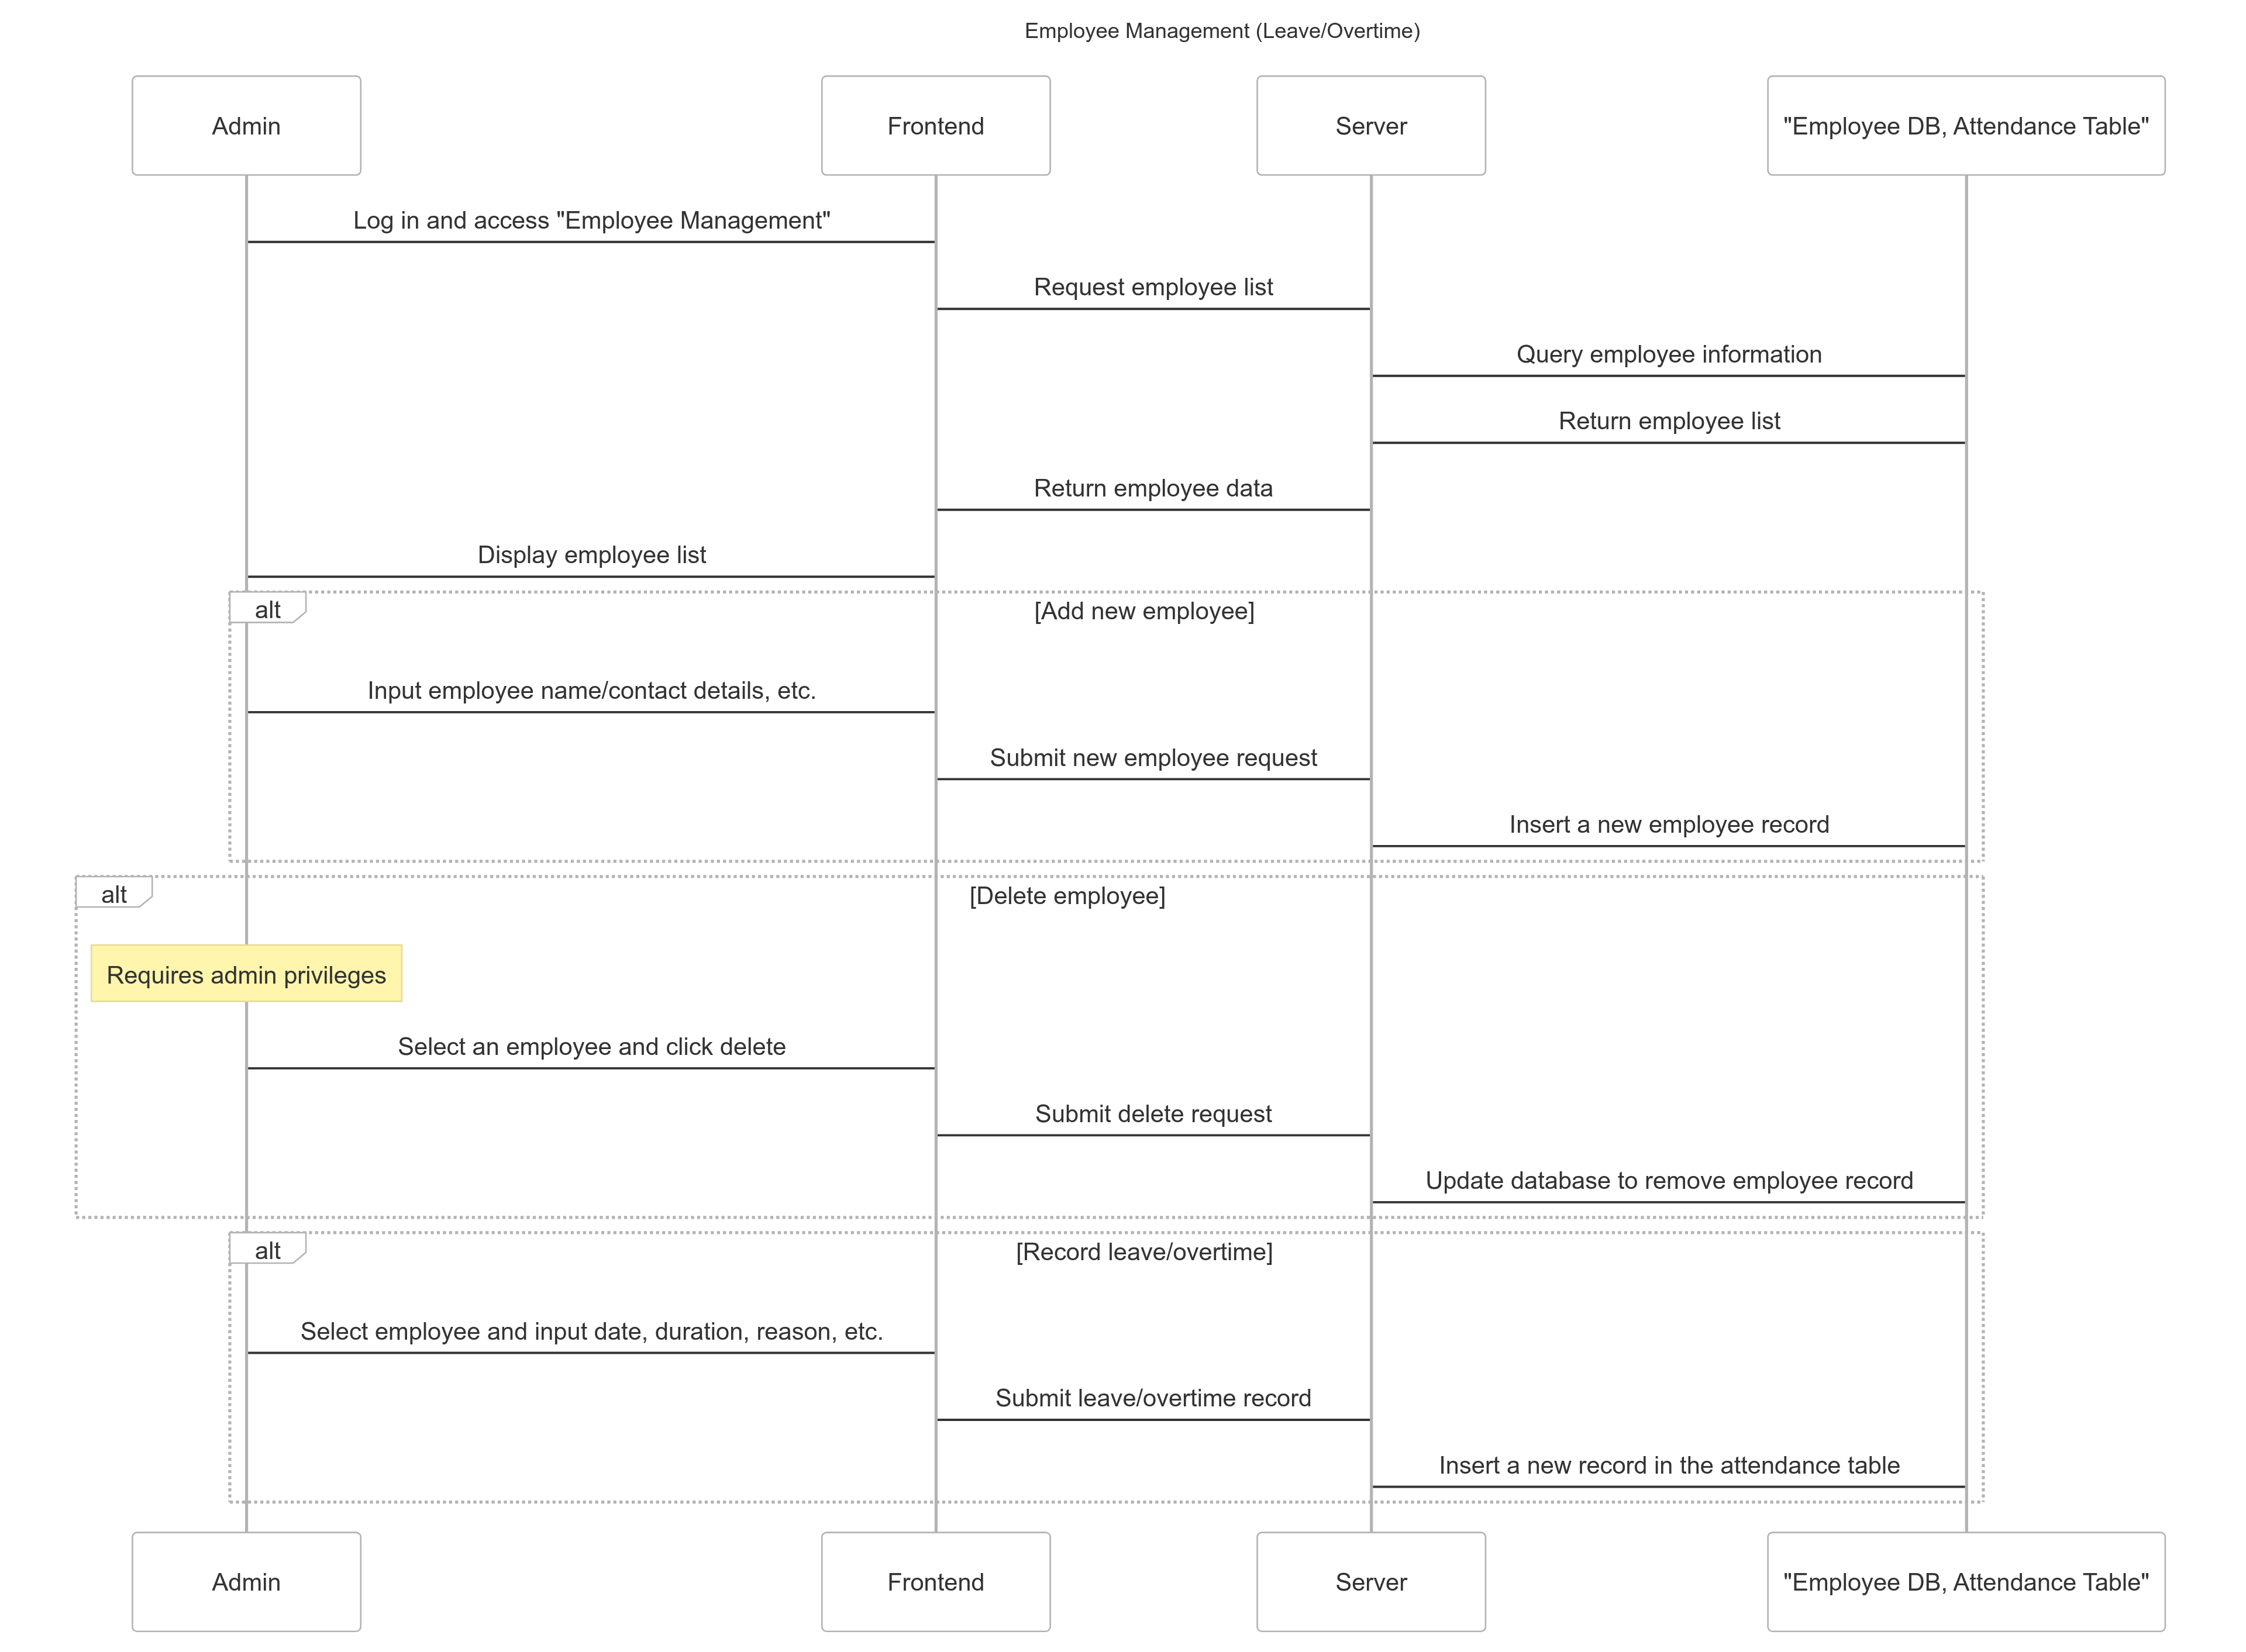 Employee Management (Leave/Overtime)
Admin
Frontend
Server
"Employee DB, Attendance Table"
Log in and access "Employee Management"
Request employee list
Query employee information
Return employee list
Return employee data
Display employee list
alt
[Add new employee]
Input employee name/contact details, etc.
Submit new employee request
Insert a new employee record
alt
[Delete employee]
Requires admin privileges
Select an employee and click delete
Submit delete request
Update database to remove employee record
alt
[Record leave/overtime]
Select employee and input date, duration, reason, etc.
Submit leave/overtime record
Insert a new record in the attendance table
Admin
Frontend
Server
"Employee DB, Attendance Table"